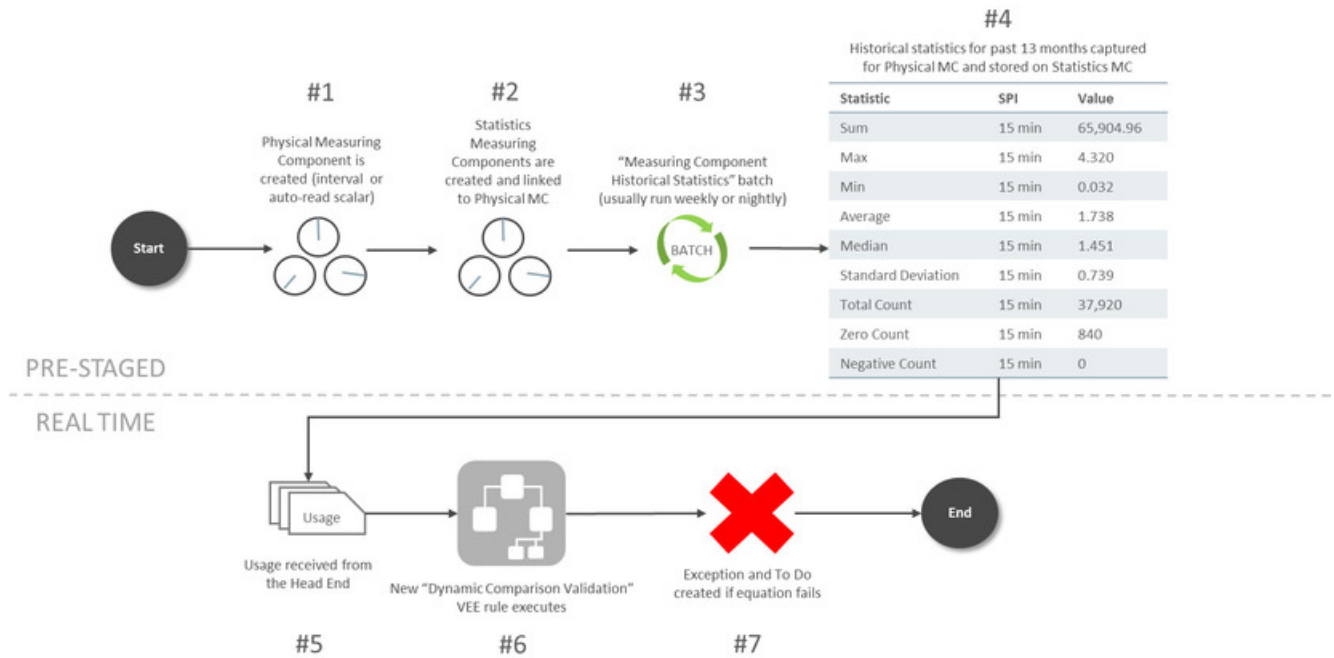 #1
Physical Measuring
Component is
created (interval or
auto-read scalar)
#2
Statistics
Measuring
Components are
created and linked
to Physical MC
#3
“Measuring Component
Historical Statistics” batch
(usually run weekly or nightly)
#4
Historical statistics for past 13 months captured
for Physical MC and stored on Statistics MC
Statistic SPI Value
Sum 15 min 65,904.96
Max 15 min 4.320
Min 15 min 0.032
Average 15 min 1.738
Median 15 min 1.451
Standard Deviation 15 min 0.739
Total Count 15 min 37,920
Zero Count 15 min 840
Negative Count 15 min 0
Start
BATCH
PRE-STAGED
REAL TIME
Usage
Usage received from
the Head End
#5
New “Dynamic Comparison Validation”
VEE rule executes
#6
Exception and To Do
created if equation fails
#7
End